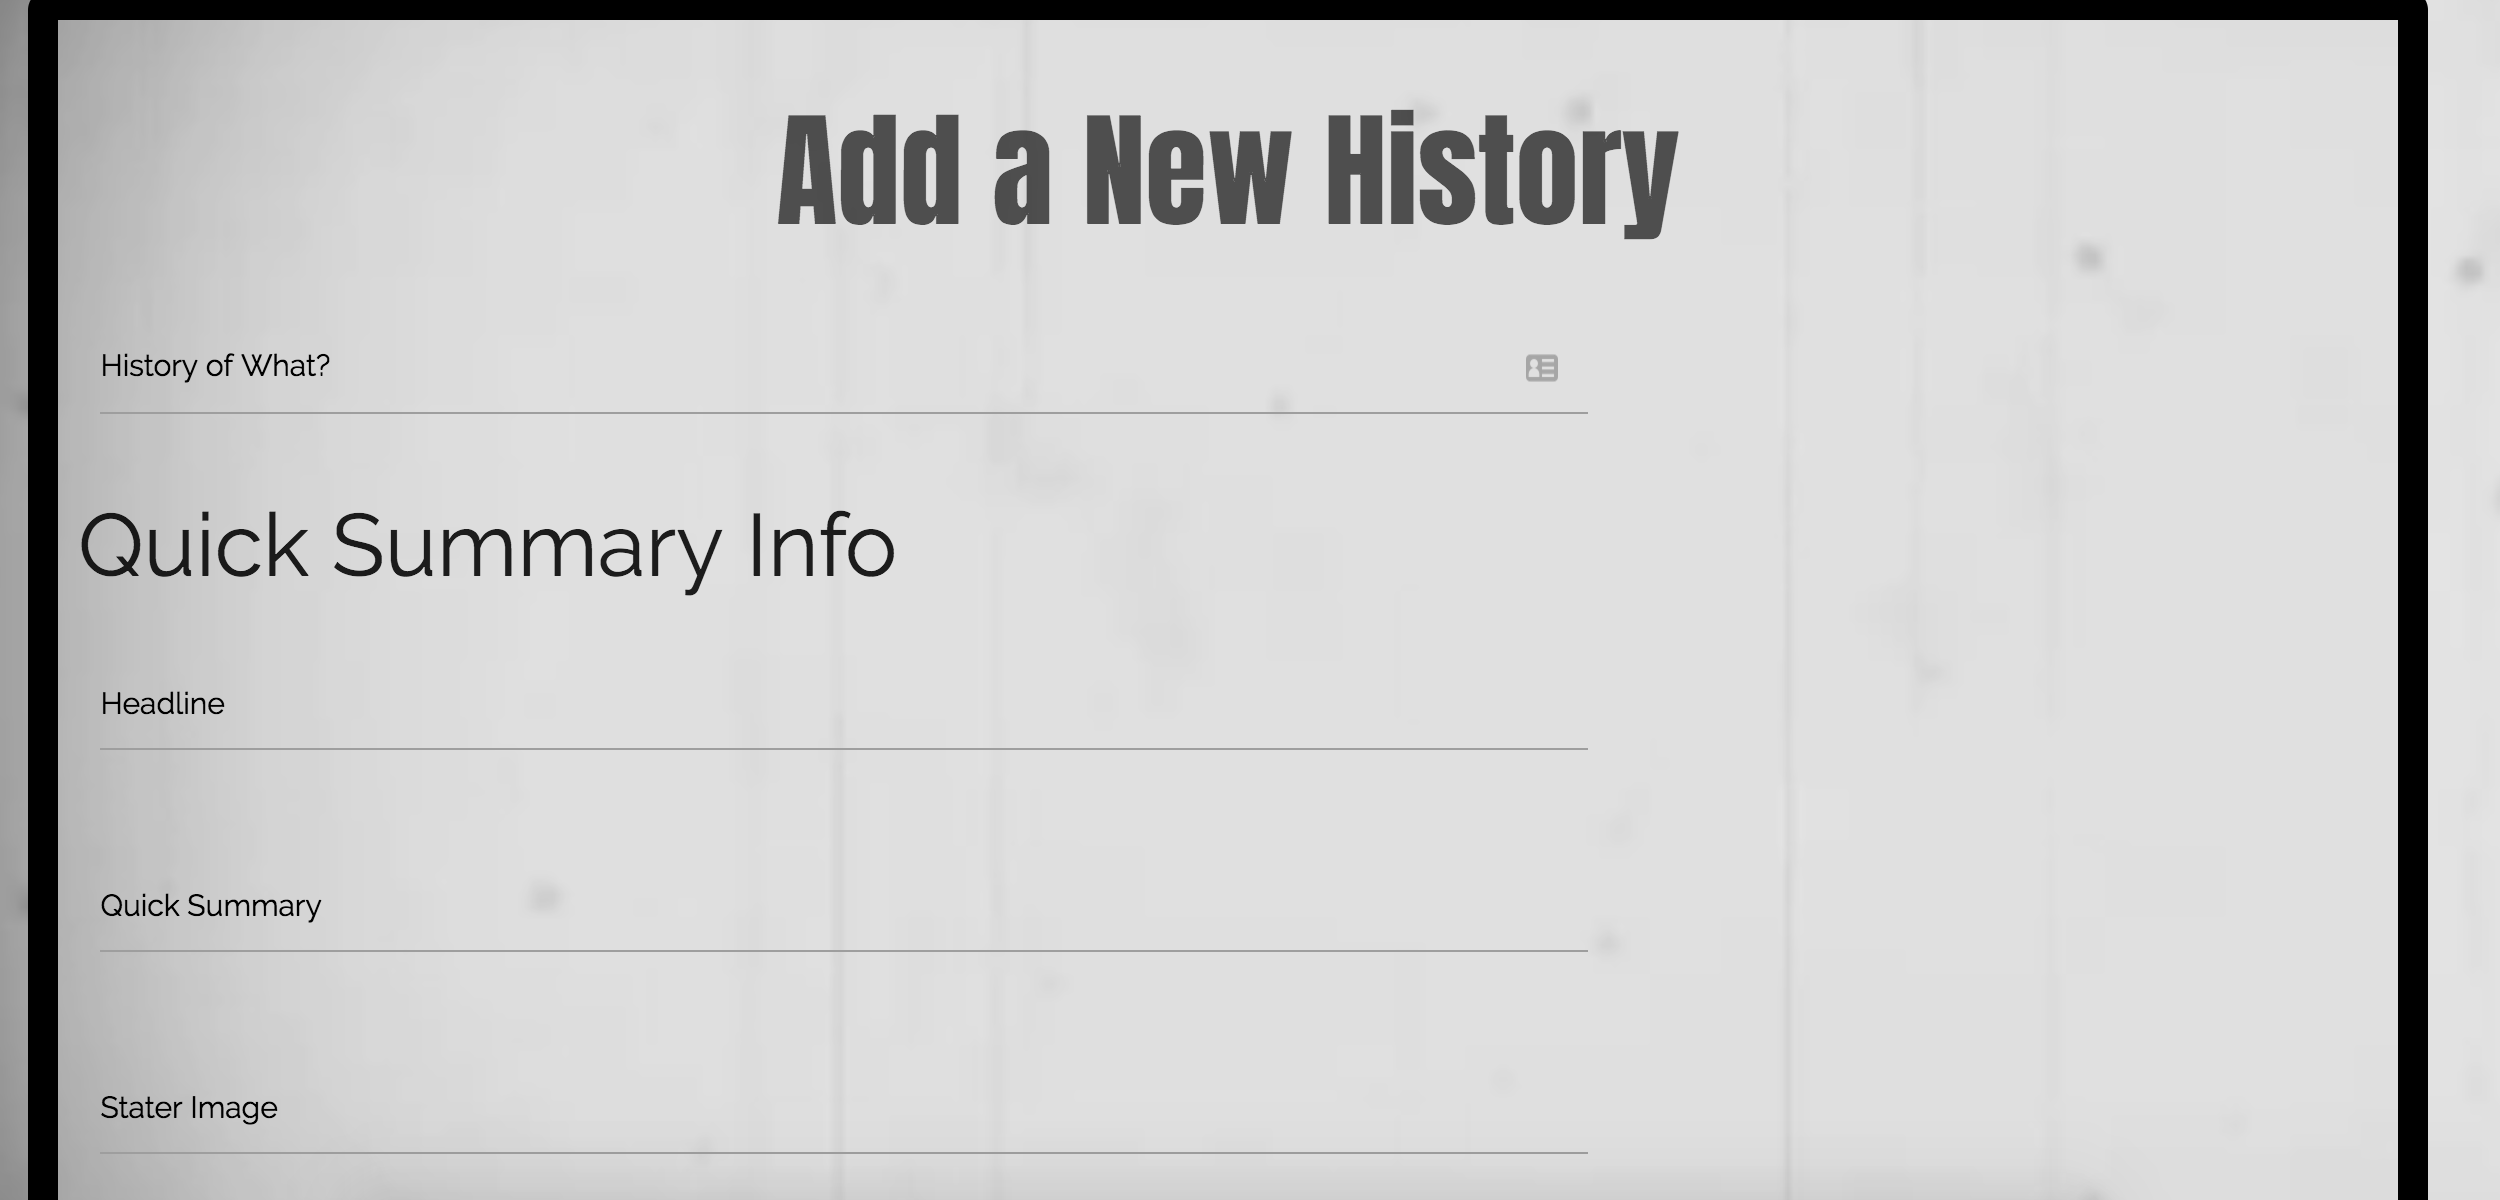 Add a New History
History of What?
Quick Summary Info
Headline
Quick Summary
Stater Image